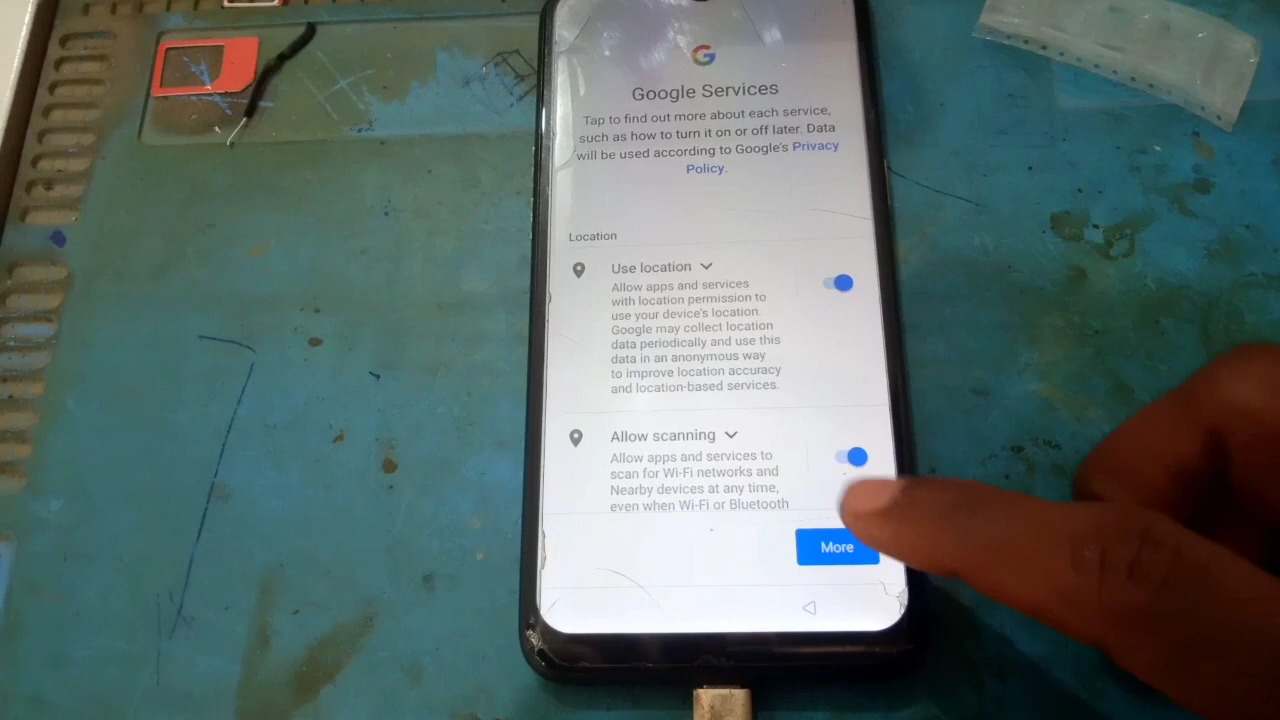 G
Google Services
Tap to find out more about each service,
such as how to turn it on or off later. Data
will be used according to Google's Privacy
Policy.
Location
Use location
Allow apps and services
with location permission to
use your device's location.
Google may collect location
data periodically and use this
data in an anonymous way
to improve location accuracy
and location-based services.
Allow scanning
Allow apps and services to
scan for Wi-Fi networks and
Nearby devices at any time,
even when Wi-Fi or Bluetooth
More